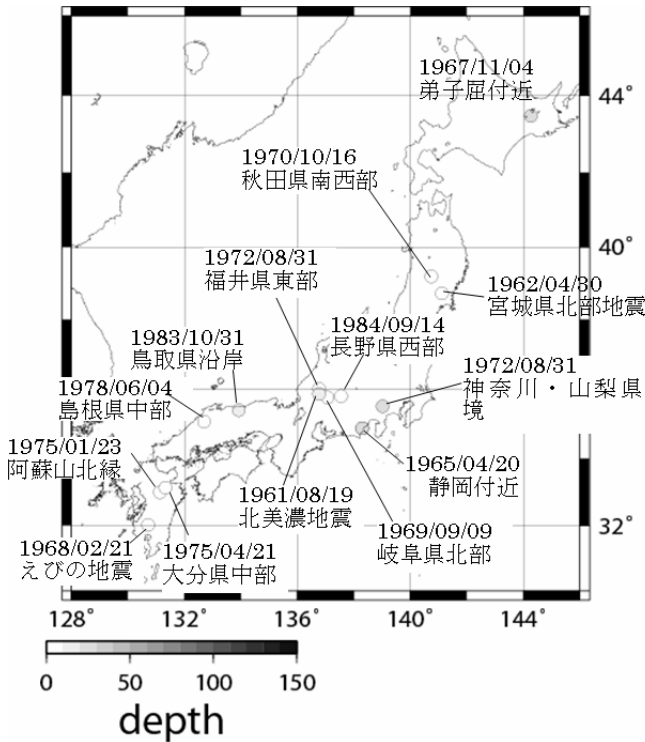 1967/11/04
弟子屈付近
44°
1970/10/16
秋田県南西部
40°
1972/08/31
福井県東部
1962/04/30
宮城県北部地震
1984/09/14
長野県西部
1983/10/31
鳥取県沿岸
1972/08/31
神奈川・山梨県
境
1978/06/04
島根県中部
1975/01/23
阿蘇山北縁
1965/04/20
静岡付近
1961/08/19
北美濃地震
1969/09/09
岐阜県北部
32°
1968/02/21
えびの地震
1975/04/21
大分県中部
128°
132°
136°
140°
144°
0
50
100
150
depth